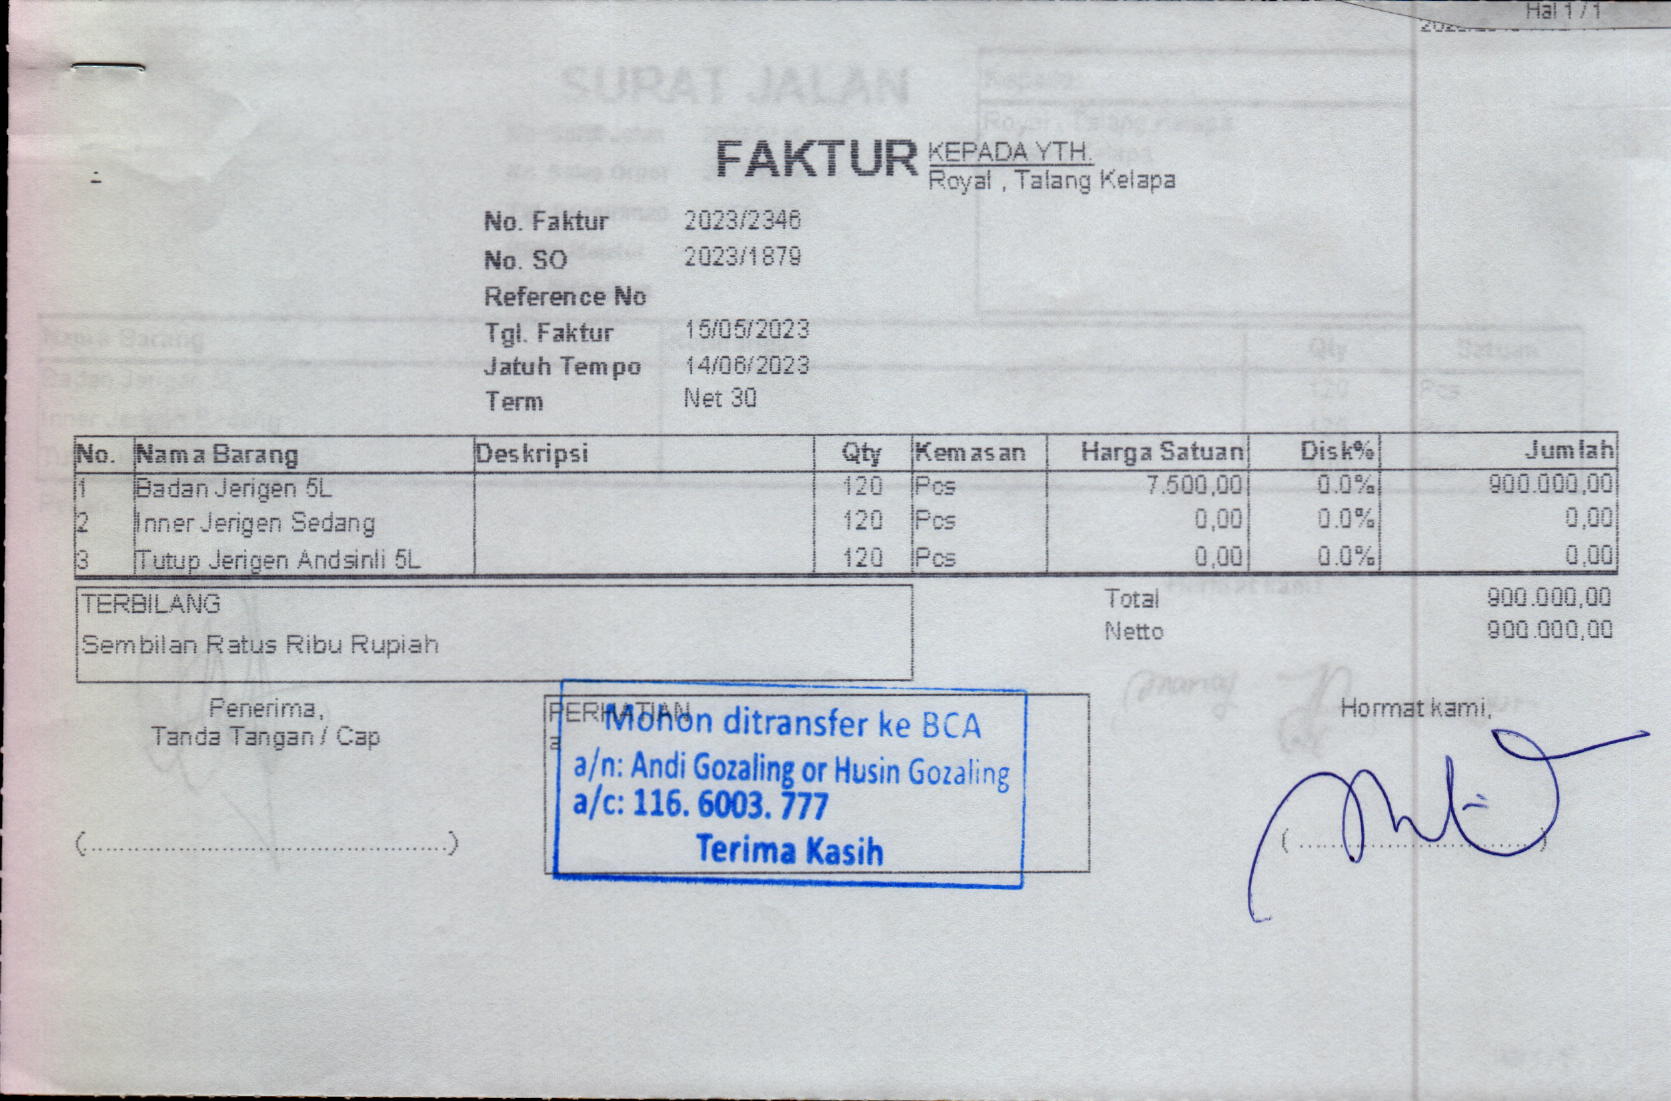 Hal 1 / 1
SURAT JALAN
FAKTUR
KEPADA YTH.
Royal , Talang Kelapa
No. Faktur 2023/2346
No. SO 2023/1879
Reference No
Tgl. Faktur 15/05/2023
Jatuh Tempo 14/06/2023
Term Net 30
No. Nama Barang Deskripsi Qty Kemasan Harga Satuan Disk% Jumlah
1 Badan Jerigen 5L 120 Pcs 7.500,00 0.0% 900.000,00
2 Inner Jerigen Sedang 120 Pcs 0,00 0.0% 0,00
3 Tutup Jerigen Andsinli 5L 120 Pcs 0,00 0.0% 0,00
TERBILANG
Sembilan Ratus Ribu Rupiah
Total 900.000,00
Netto 900.000,00
Penerima,
Tanda Tangan / Cap
(..........................................)
PERHATIAN
a
Mohon ditransfer ke BCA
a/n: Andi Gozaling or Husin Gozaling
a/c: 116. 6003. 777
Terima Kasih
Hormat kami,